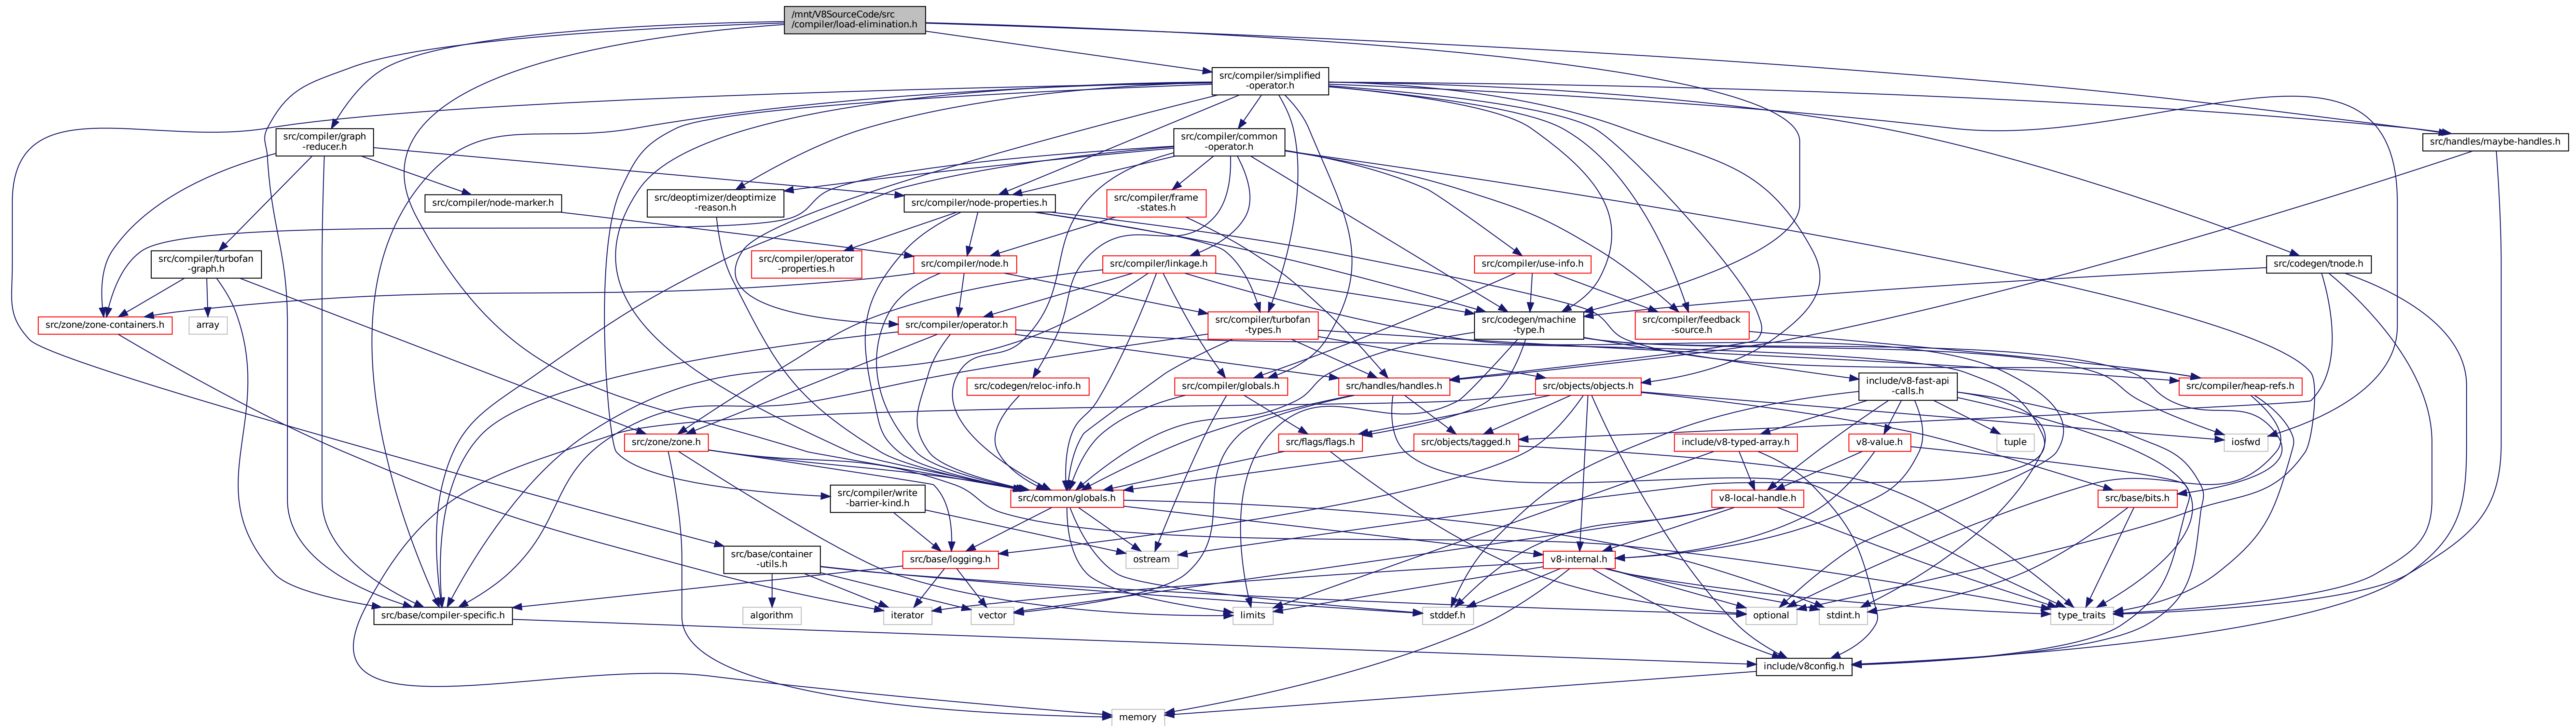 /mnt/V8SourceCode/src
/compiler/load-elimination.h
src/compiler/simplified
-operator.h
src/compiler/graph
-reducer.h
src/compiler/common
-operator.h
src/handles/maybe-handles.h
src/compiler/node-marker.h
src/deoptimizer/deoptimize
-reason.h
src/compiler/node-properties.h
src/compiler/frame
-states.h
src/compiler/turbofan
-graph.h
src/compiler/operator
-properties.h
src/compiler/node.h
src/compiler/linkage.h
src/compiler/use-info.h
src/codegen/tnode.h
src/zone/zone-containers.h
array
src/compiler/operator.h
src/compiler/turbofan
-types.h
src/codegen/machine
-type.h
src/compiler/feedback
-source.h
src/codegen/reloc-info.h
src/compiler/globals.h
src/handles/handles.h
src/objects/objects.h
include/v8-fast-api
-calls.h
src/compiler/heap-refs.h
src/zone/zone.h
src/flags/flags.h
src/objects/tagged.h
include/v8-typed-array.h
v8-value.h
tuple
iosfwd
src/compiler/write
-barrier-kind.h
src/common/globals.h
v8-local-handle.h
src/base/bits.h
src/base/container
-utils.h
src/base/logging.h
ostream
v8-internal.h
src/base/compiler-specific.h
algorithm
iterator
vector
limits
stddef.h
optional
stdint.h
type_traits
include/v8config.h
memory